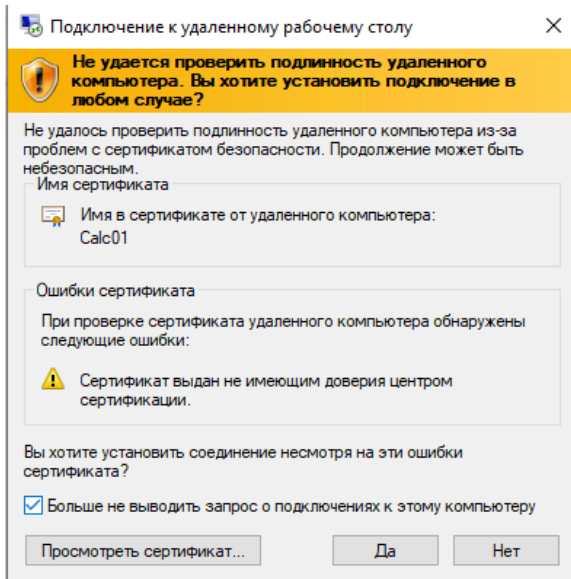 Подключение к удаленному рабочему столу
Не удается проверить подлинность удаленного
компьютера. Вы хотите установить подключение в
любом случае?
Не удалось проверить подлинность удаленного компьютера из-за
проблем с сертификатом безопасности. Продолжение может быть
небезопасным.
Имя сертификата
Имя в сертификате от удаленного компьютера:
Calc01
Ошибки сертификата
При проверке сертификата удаленного компьютера обнаружены
следующие ошибки:
Сертификат выдан не имеющим доверия центром
сертификации.
Вы хотите установить соединение несмотря на эти ошибки
сертификата?
Больше не выводить запрос о подключениях к этому компьютеру
Просмотреть сертификат... Да Нет